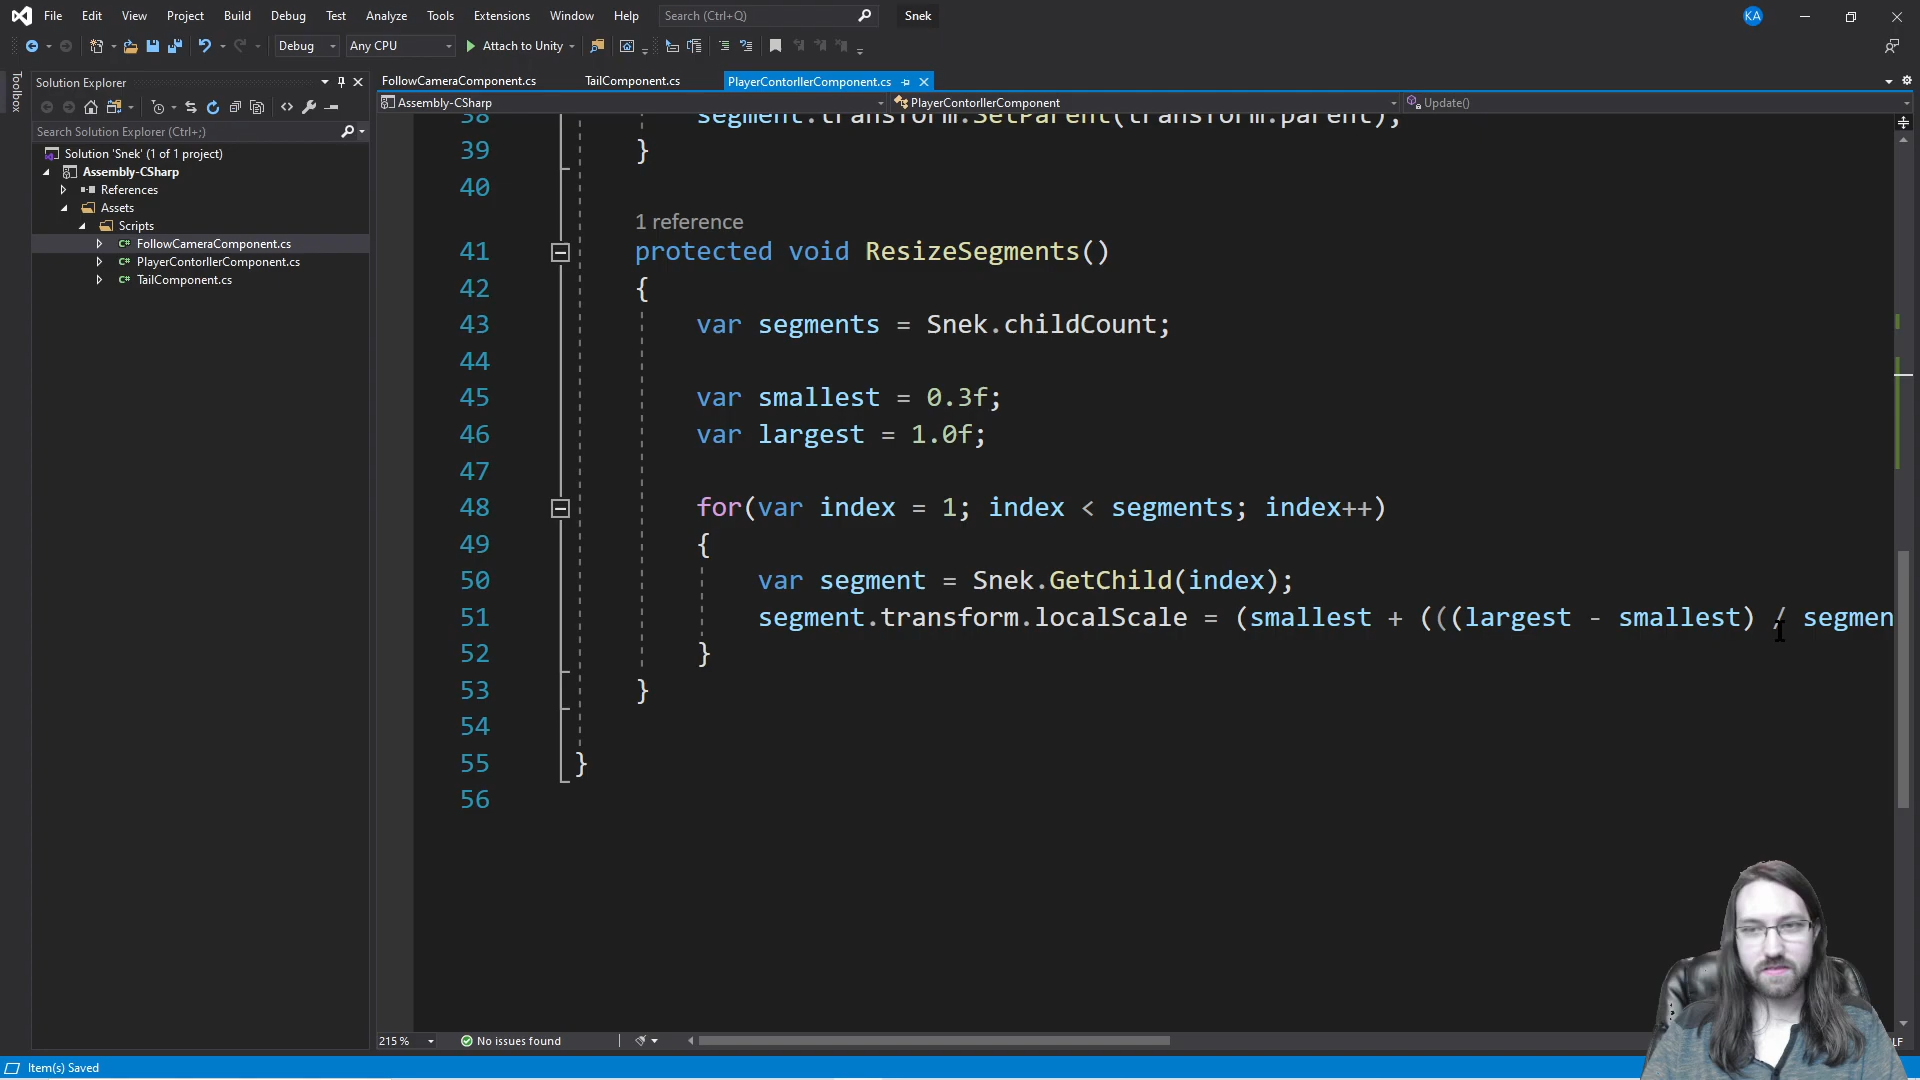 File Edit View Project Build Debug Test Analyze Tools Extensions Window Help Search (Ctrl+Q) Snek KA
Debug Any CPU Attach to Unity
Toolbox
Solution Explorer
Search Solution Explorer (Ctrl+;)
Solution 'Snek' (1 of 1 project)
Assembly-CSharp
References
Assets
Scripts
C# FollowCameraComponent.cs
C# PlayerContorllerComponent.cs
C# TailComponent.cs
FollowCameraComponent.cs TailComponent.cs PlayerContorllerComponent.cs
Assembly-CSharp PlayerContorllerComponent Update()
38 segment.transform.SetParent(transform.parent);
39 }
40
1 reference
41 protected void ResizeSegments()
42 {
43 var segments = Snek.childCount;
44
45 var smallest = 0.3f;
46 var largest = 1.0f;
47
48 for(var index = 1; index < segments; index++)
49 {
50 var segment = Snek.GetChild(index);
51 segment.transform.localScale = (smallest + (((largest - smallest) / segmen
52 }
53 }
54
55 }
56
215 % No issues found LF
Item(s) Saved